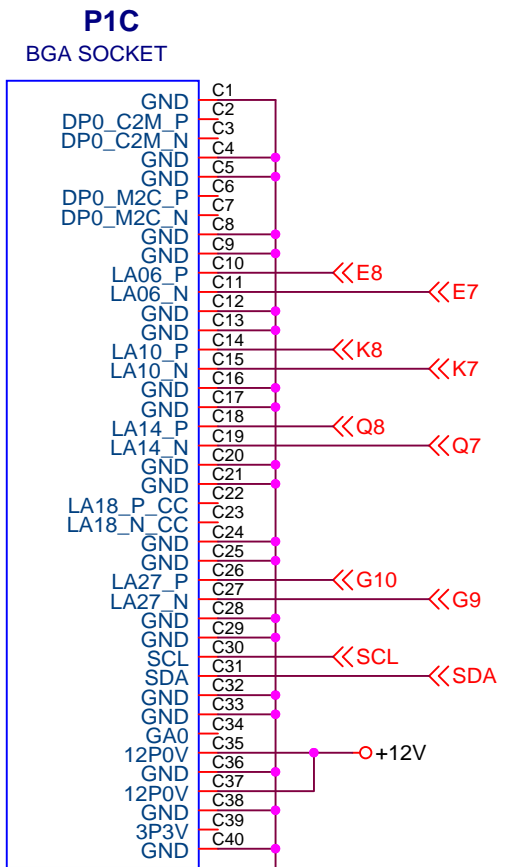 P1C
BGA SOCKET
GND C1
DP0_C2M_P C2
DP0_C2M_N C3
GND C4
GND C5
DP0_M2C_P C6
DP0_M2C_N C7
GND C8
GND C9
LA06_P C10 E8
LA06_N C11 E7
GND C12
GND C13
LA10_P C14 K8
LA10_N C15 K7
GND C16
GND C17
LA14_P C18 Q8
LA14_N C19 Q7
GND C20
GND C21
LA18_P_CC C22
LA18_N_CC C23
GND C24
GND C25
LA27_P C26 G10
LA27_N C27 G9
GND C28
GND C29
SCL C30 SCL
SDA C31 SDA
GND C32
GND C33
GA0 C34
12P0V C35 +12V
GND C36
12P0V C37
GND C38
3P3V C39
GND C40